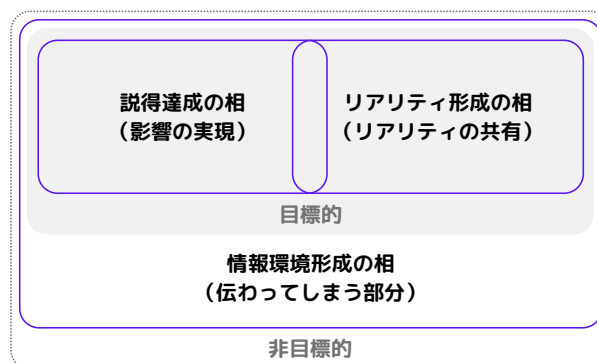 説得達成の相
（影響の実現）
リアリティ形成の相
（リアリティの共有）
目標的
情報環境形成の相
（伝わってしまう部分）
非目標的